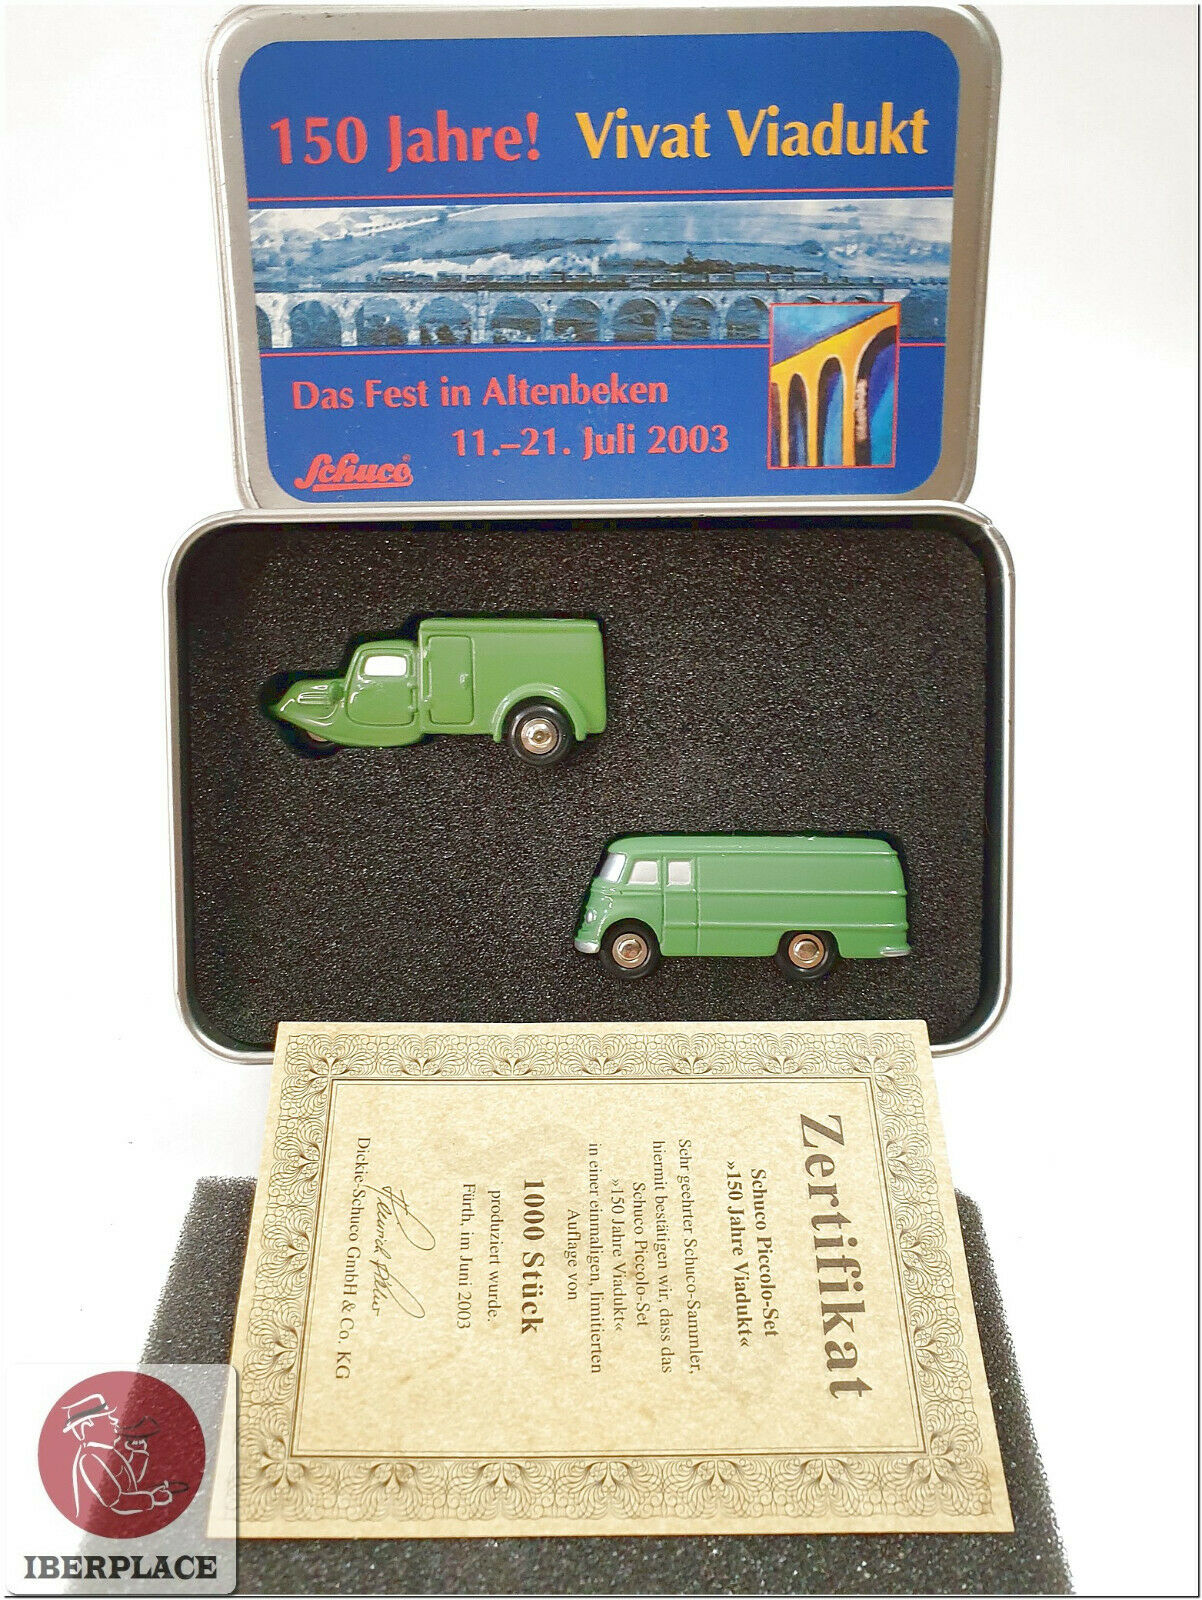 150 Jahre! Vivat Viadukt
Das Fest in Altenbeken
11.–21. Juli 2003
Schuco
Zertifikat
Schuco Piccolo-Set
»150 Jahre Viadukt«
Sehr geehrter Schuco-Sammler,
hiermit bestätigen wir, dass das
Schuco Piccolo-Set
»150 Jahre Viadukt«
in einer einmaligen, limitierten
Auflage von
1000 Stück
produziert wurde.
Fürth, im Juni 2003
Dickie-Schuco GmbH & Co. KG
IBERPLACE